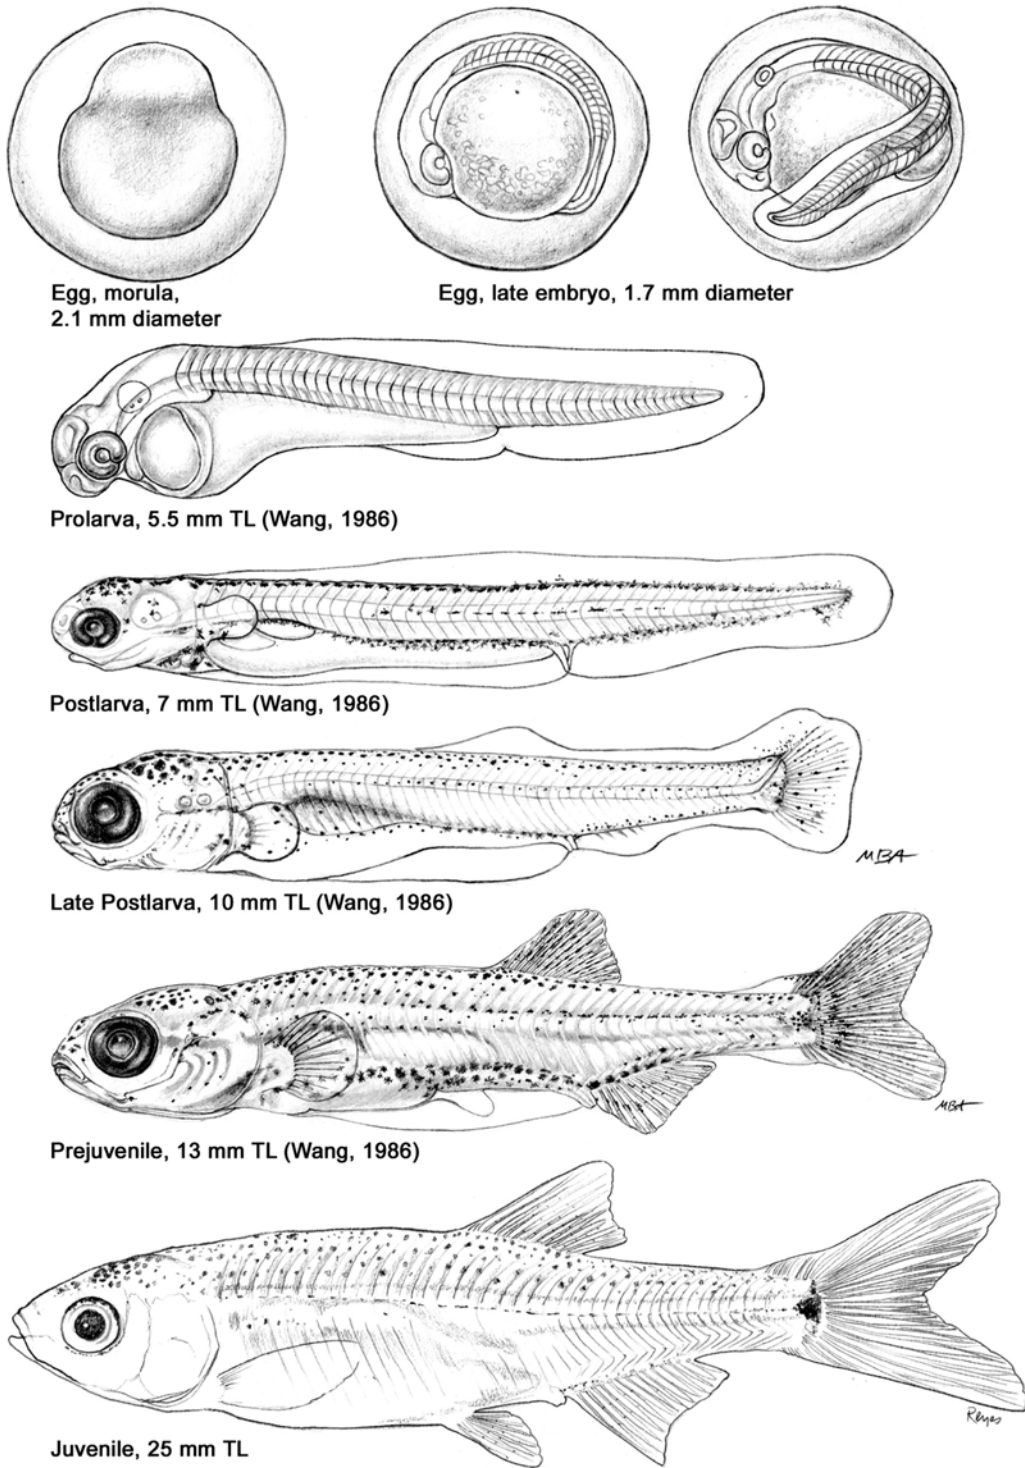 Egg, morula,
2.1 mm diameter
Egg, late embryo, 1.7 mm diameter
Prolarva, 5.5 mm TL (Wang, 1986)
Postlarva, 7 mm TL (Wang, 1986)
MBA
Late Postlarva, 10 mm TL (Wang, 1986)
MBA
Prejuvenile, 13 mm TL (Wang, 1986)
Reyes
Juvenile, 25 mm TL